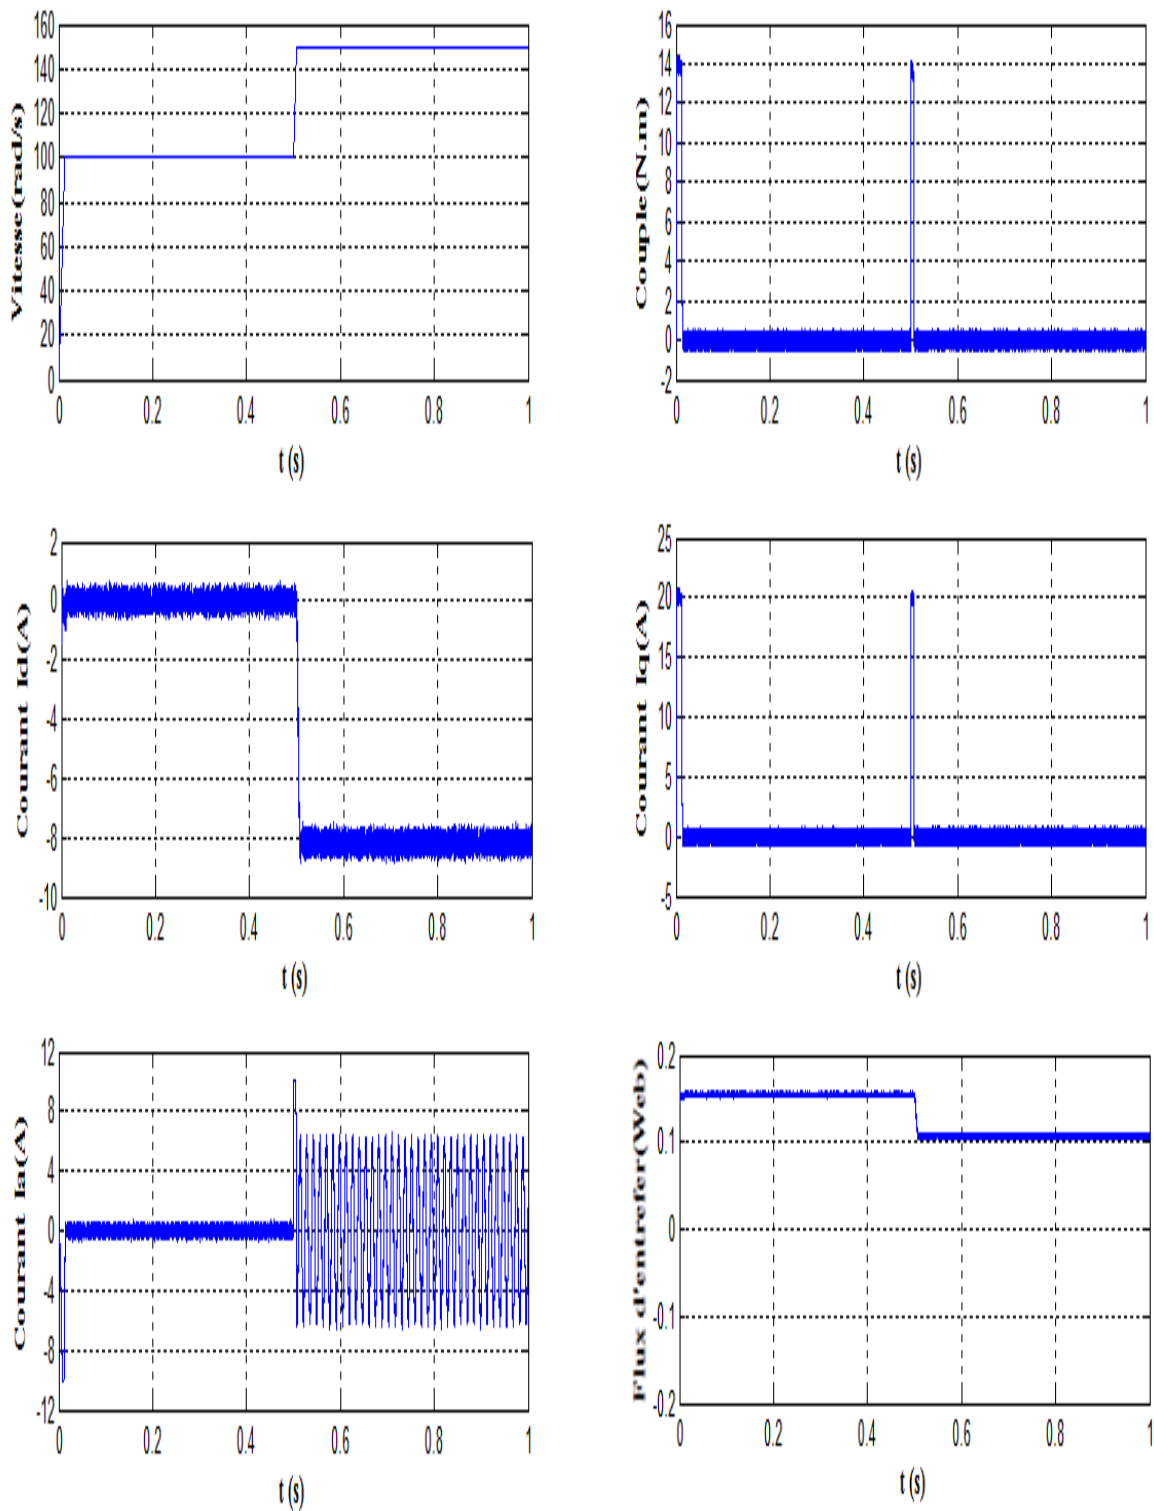 Vitesse(rad/s)
160
140
120
100
80
60
40
20
0
0 0.2 0.4 0.6 0.8 1
t (s)
Couple(N.m)
16
14
12
10
8
6
4
2
0
-2
0 0.2 0.4 0.6 0.8 1
t (s)
Courant Id(A)
2
0
-2
-4
-6
-8
-10
0 0.2 0.4 0.6 0.8 1
t (s)
Courant Iq(A)
25
20
15
10
5
0
-5
0 0.2 0.4 0.6 0.8 1
t (s)
Courant Ia(A)
12
8
4
0
-4
-8
-12
0 0.2 0.4 0.6 0.8 1
t (s)
Flux d'entrefer(Web)
0.2
0.1
0
-0.1
-0.2
0 0.2 0.4 0.6 0.8 1
t (s)